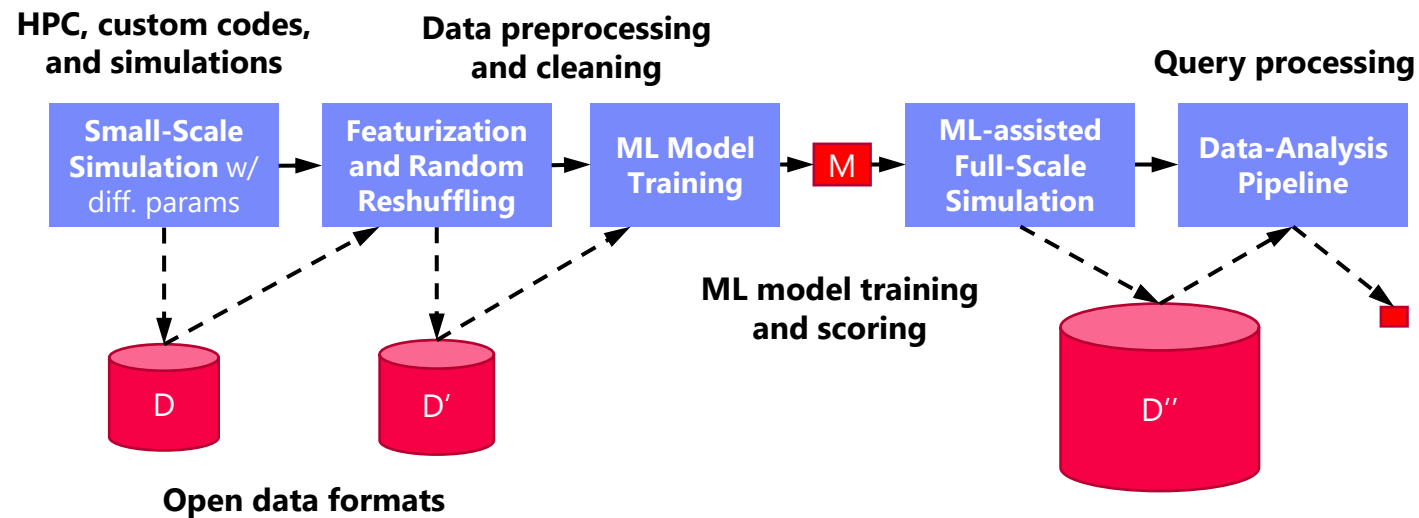 HPC, custom codes,
and simulations
Data preprocessing
and cleaning
Query processing
Small-Scale
Simulation w/
diff. params
Featurization
and Random
Reshuffling
ML Model
Training
M
ML-assisted
Full-Scale
Simulation
Data-Analysis
Pipeline
ML model training
and scoring
D
D’
D’’
Open data formats